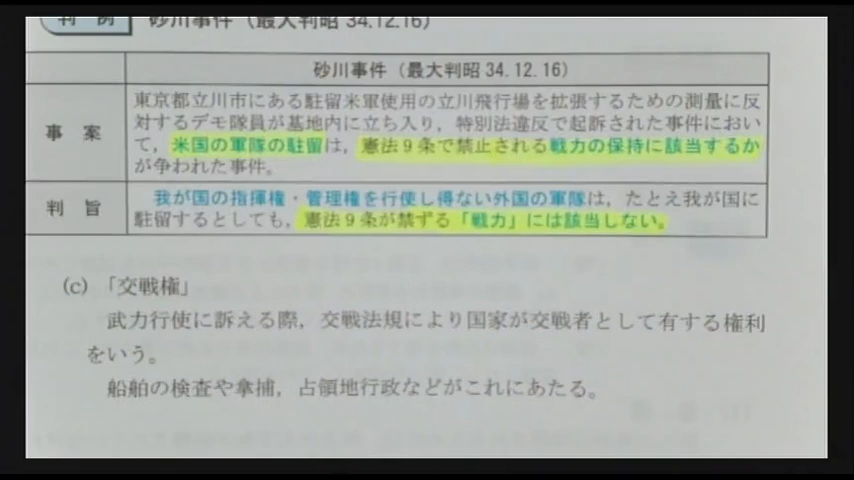 判例 砂川事件（最大判昭34.12.16）
砂川事件（最大判昭34.12.16）
事案
東京都立川市にある駐留米軍使用の立川飛行場を拡張するための測量に反
対するデモ隊員が基地内に立ち入り，特別法違反で起訴された事件におい
て，米国の軍隊の駐留は，憲法９条で禁止される戦力の保持に該当するか
が争われた事件。
判旨
我が国の指揮権・管理権を行使し得ない外国の軍隊は，たとえ我が国に
駐留するとしても，憲法９条が禁ずる「戦力」には該当しない。
(c) 「交戦権」
武力行使に訴える際，交戦法規により国家が交戦者として有する権利
をいう。
船舶の検査や拿捕，占領地行政などがこれにあたる。